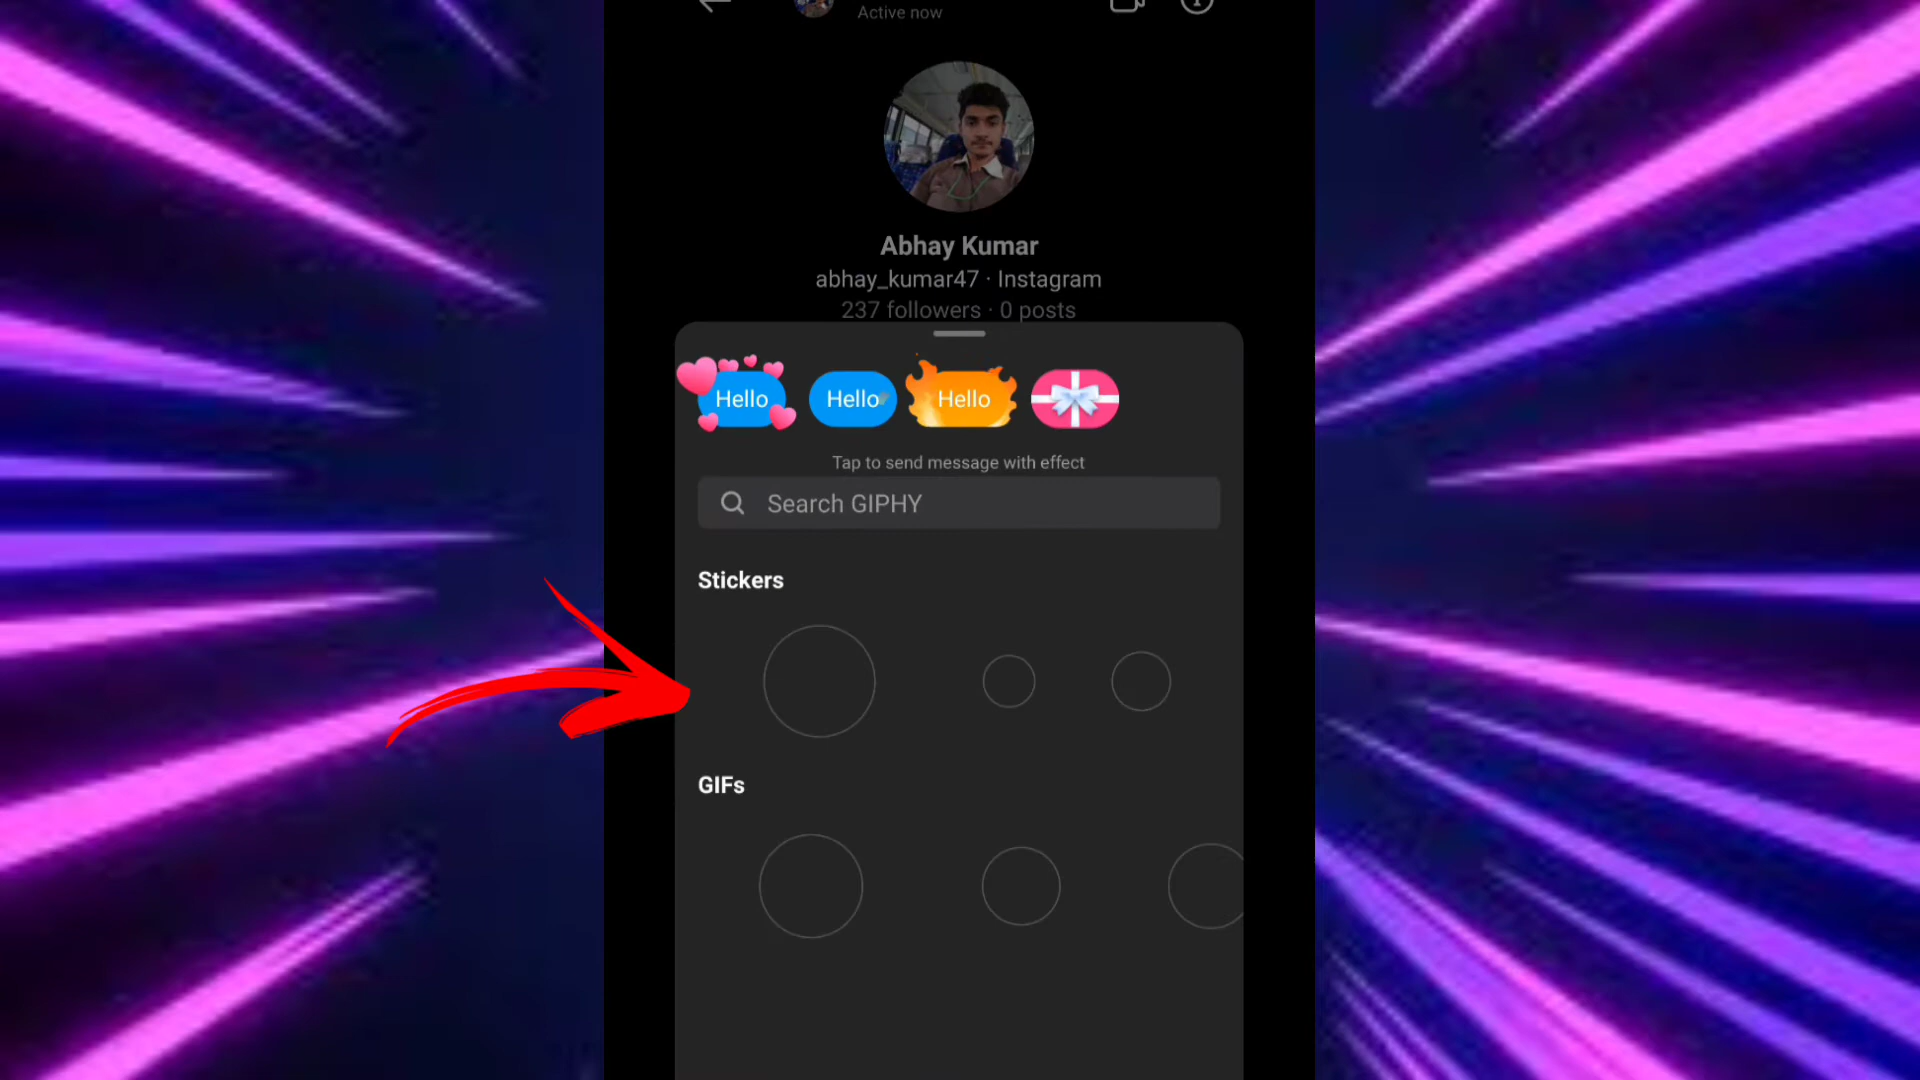 Active now
Abhay Kumar
abhay_kumar47 · Instagram
237 followers · 0 posts
Hello Hello Hello
Tap to send message with effect
Search GIPHY
Stickers
GIFs